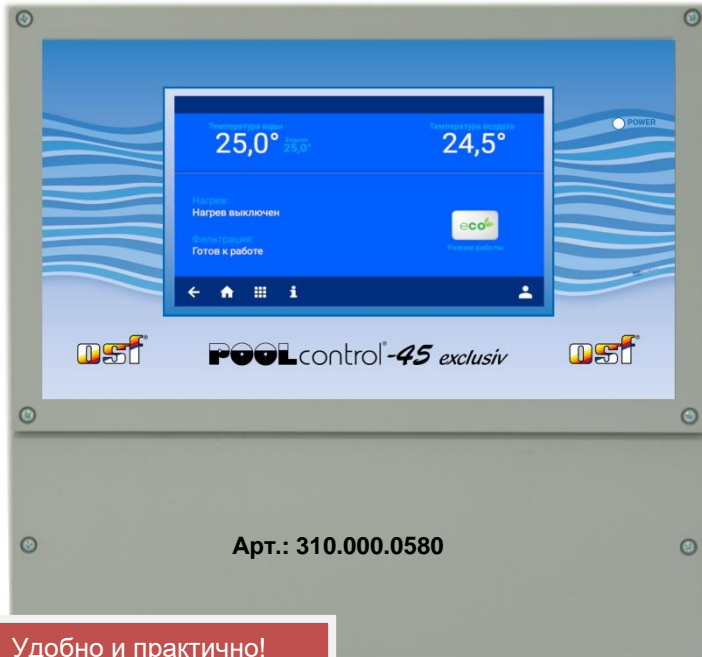 POWER
Температура воды
Температура воздуха
25,0°
Задано
25,0°
24,5°
Нагрев:
Нагрев выключен
Фильтрация:
Готов к работе
eco
Режим работы
osf
POOLcontrol-45 exclusiv
osf
Арт.: 310.000.0580
Удобно и практично!